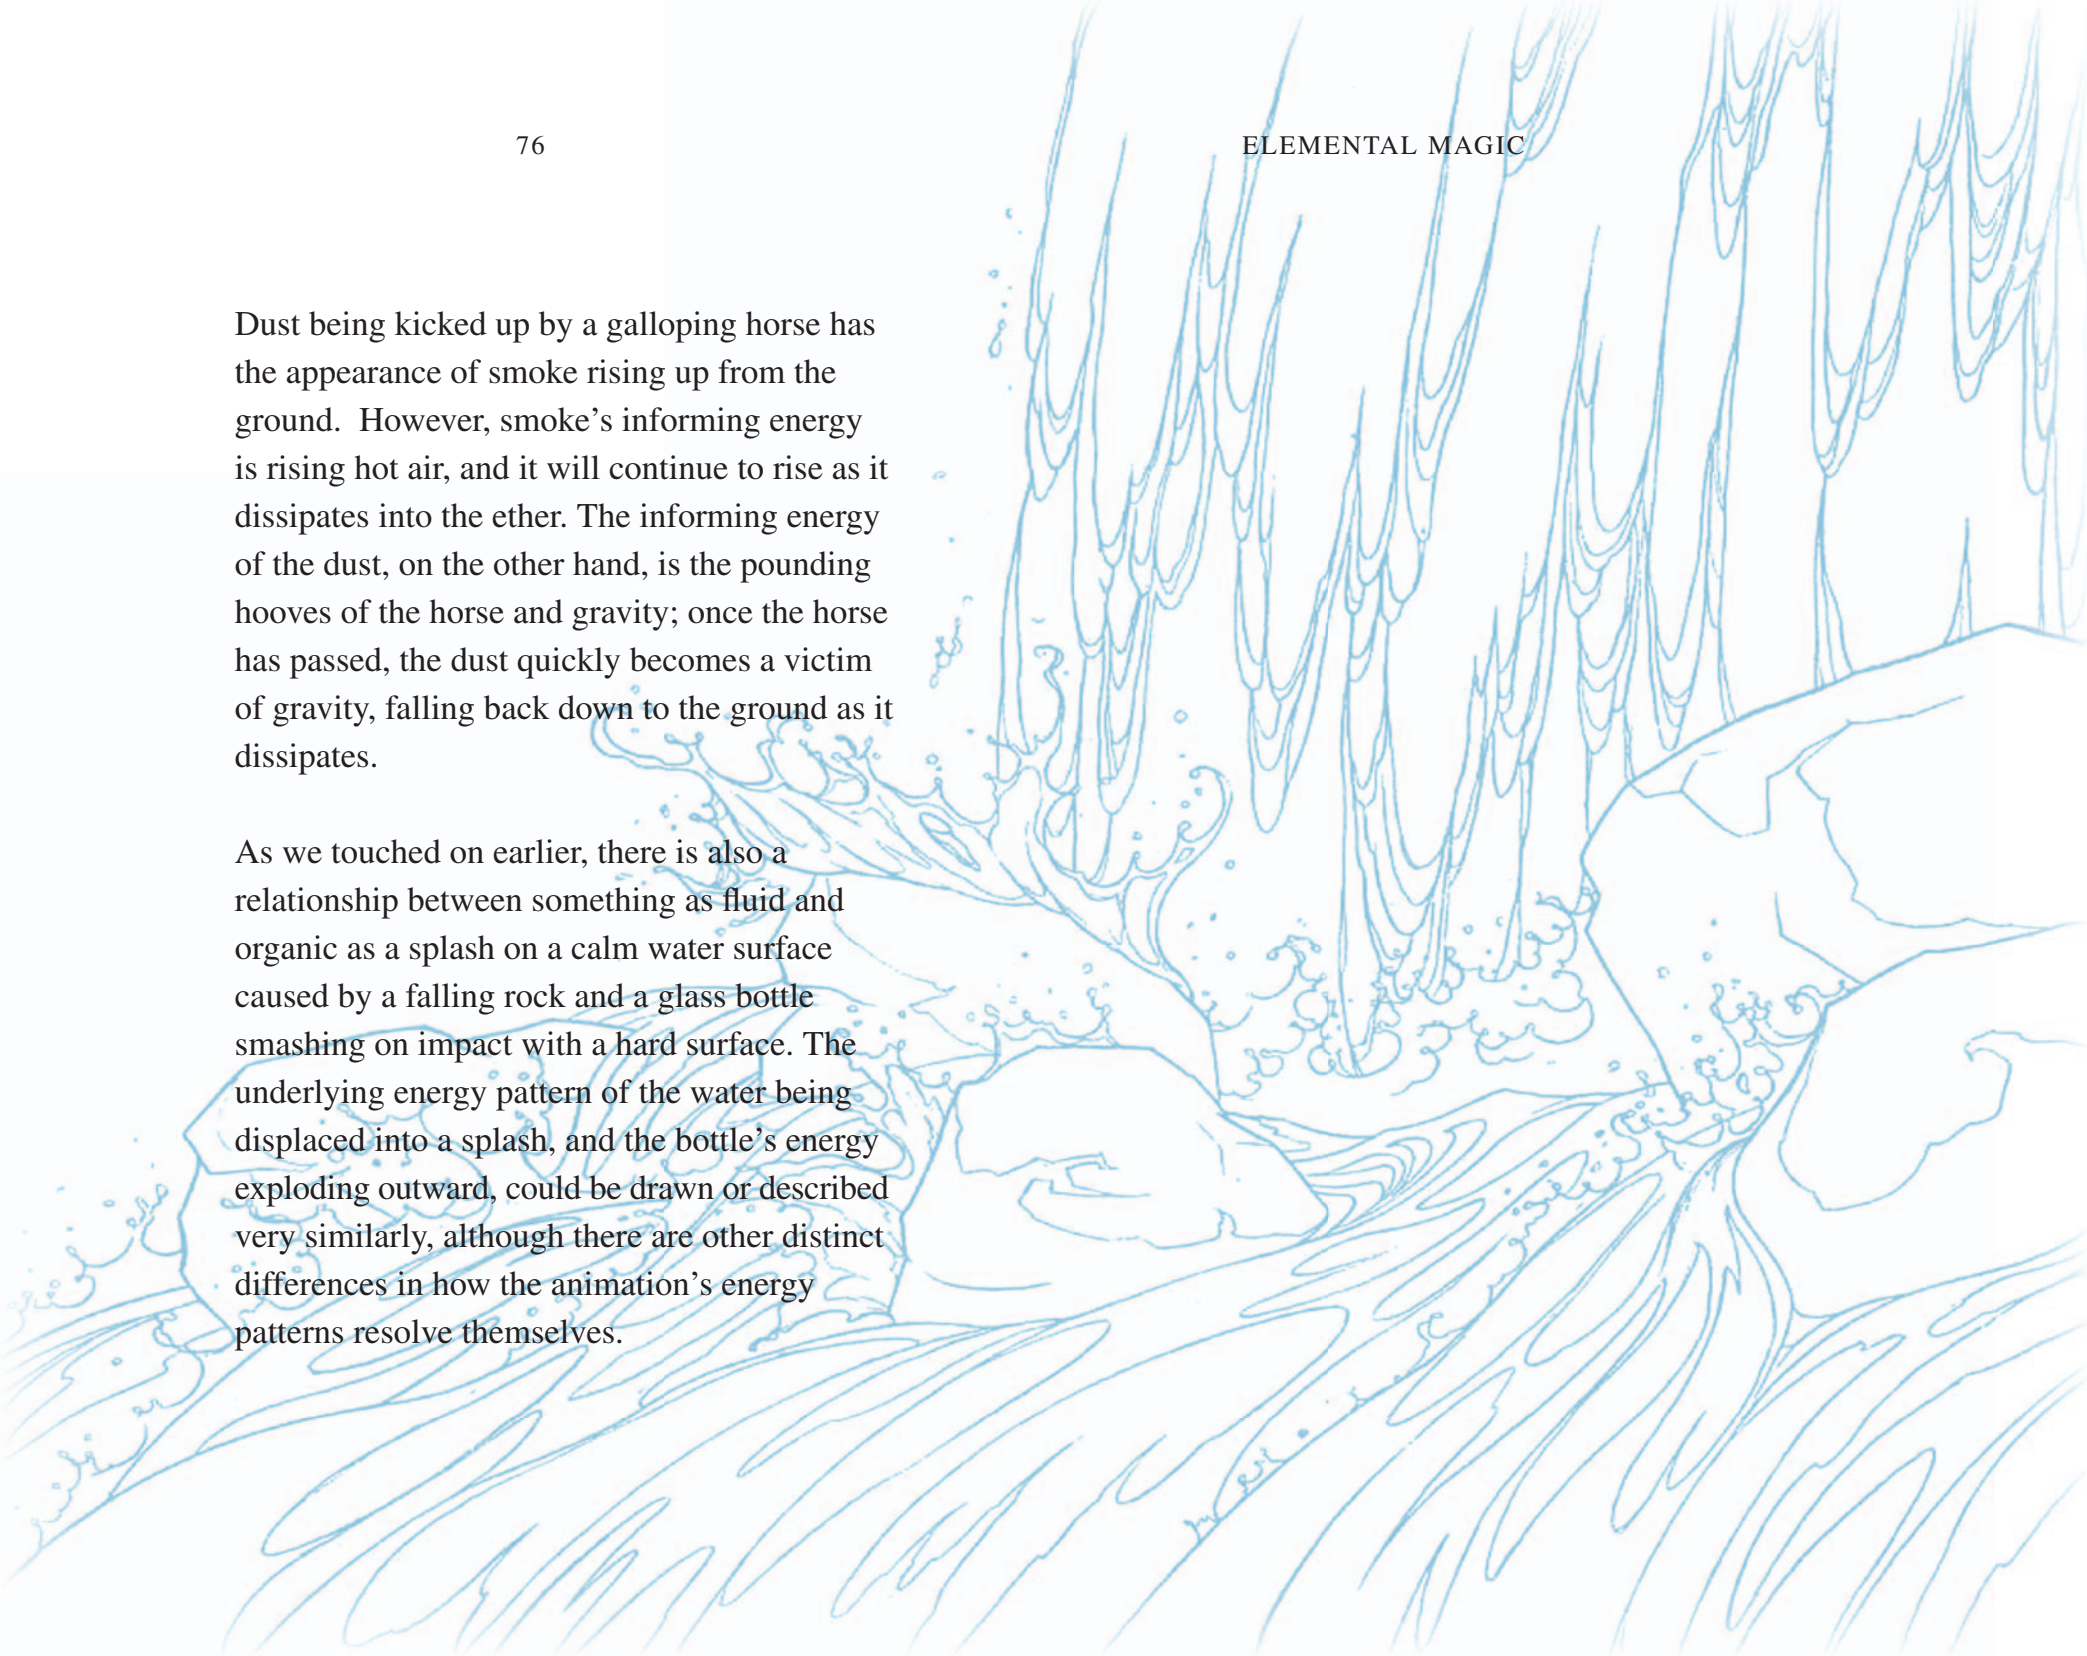 76
ELEMENTAL MAGIC
Dust being kicked up by a galloping horse has
the appearance of smoke rising up from the
ground.  However, smoke’s informing energy
is rising hot air, and it will continue to rise as it
dissipates into the ether. The informing energy
of the dust, on the other hand, is the pounding
hooves of the horse and gravity; once the horse
has passed, the dust quickly becomes a victim
of gravity, falling back down to the ground as it
dissipates.
As we touched on earlier, there is also a
relationship between something as fluid and
organic as a splash on a calm water surface
caused by a falling rock and a glass bottle
smashing on impact with a hard surface. The
underlying energy pattern of the water being
displaced into a splash, and the bottle’s energy
exploding outward, could be drawn or described
very similarly, although there are other distinct
differences in how the animation’s energy
patterns resolve themselves.